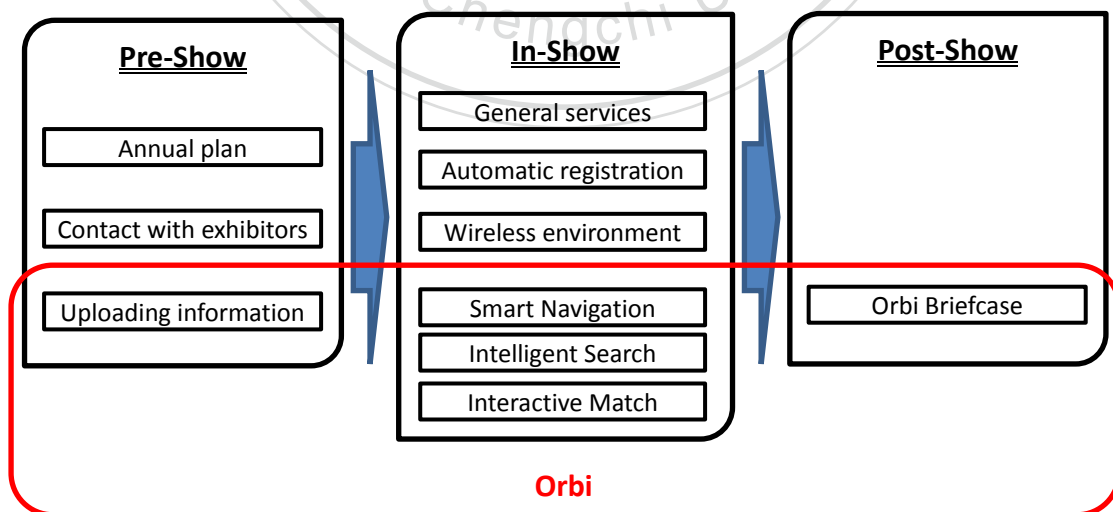 Chengchi U
Pre-Show
Annual plan
Contact with exhibitors
Uploading information
In-Show
General services
Automatic registration
Wireless environment
Smart Navigation
Intelligent Search
Interactive Match
Post-Show
Orbi Briefcase
Orbi